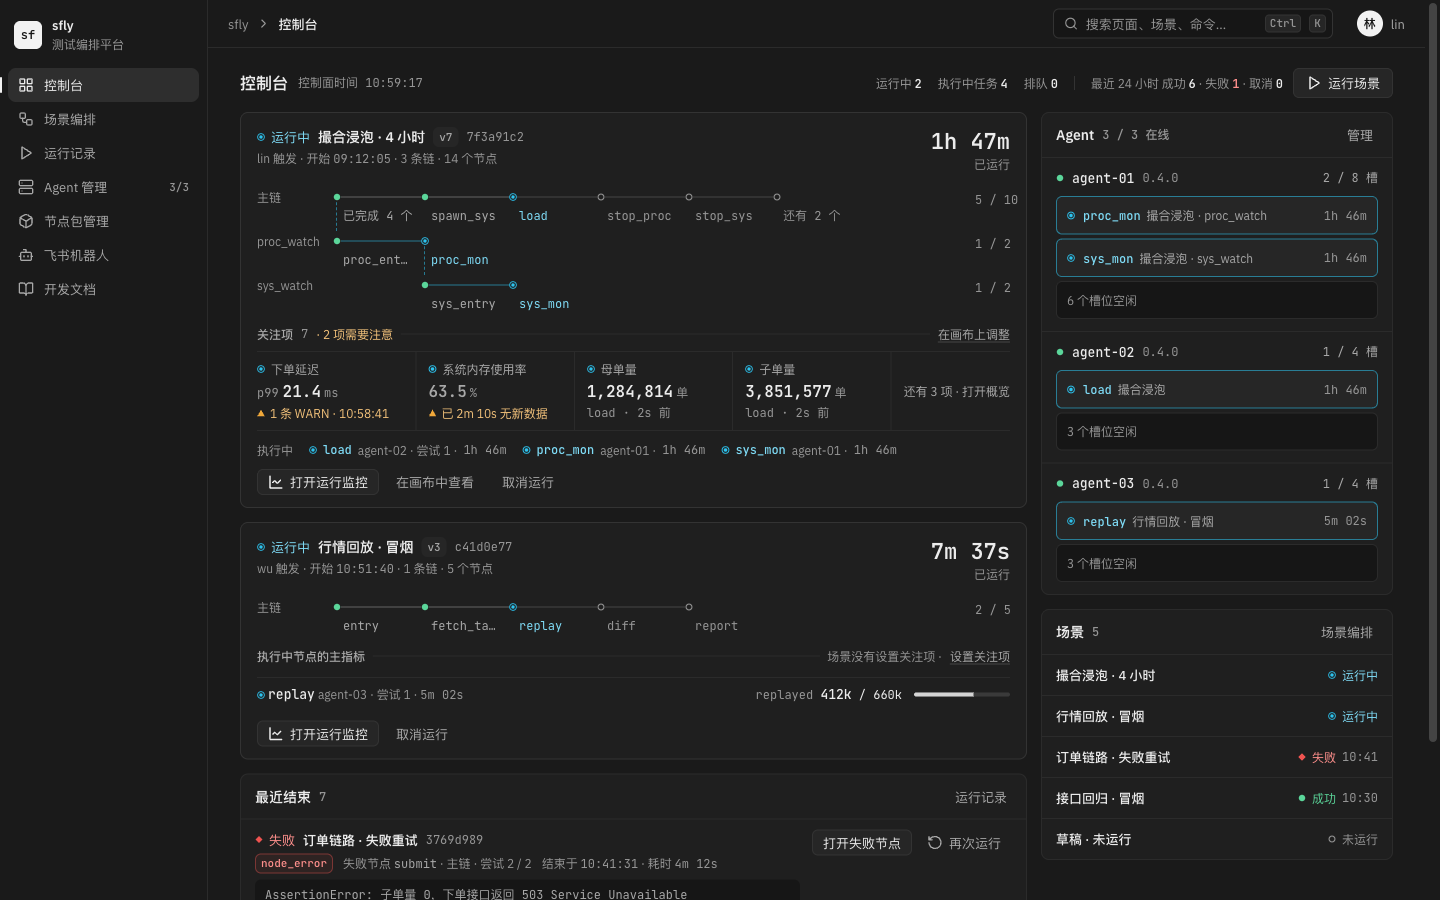 sf
sfly
测试编排平台
控制台
场景编排
运行记录
Agent 管理 3/3
节点包管理
飞书机器人
开发文档
sfly > 控制台
搜索页面、场景、命令... Ctrl K
林 lin
控制台 控制面时间 10:59:17
运行中 2 执行中任务 4 排队 0 最近 24 小时 成功 6 · 失败 1 · 取消 0
运行场景
运行中 撮合浸泡 · 4 小时 v7 7f3a91c2
lin 触发 · 开始 09:12:05 · 3 条链 · 14 个节点
1h 47m
已运行
主链 5 / 10
已完成 4 个 spawn_sys load stop_proc stop_sys 还有 2 个
proc_watch 1 / 2
proc_ent… proc_mon
sys_watch 1 / 2
sys_entry sys_mon
关注项 7 · 2 项需要注意 在画布上调整
下单延迟
p99 21.4 ms
1 条 WARN · 10:58:41
系统内存使用率
63.5 %
已 2m 10s 无新数据
母单量
1,284,814 单
load · 2s 前
子单量
3,851,577 单
load · 2s 前
还有 3 项 · 打开概览
执行中 load agent-02 · 尝试 1 · 1h 46m proc_mon agent-01 · 1h 46m sys_mon agent-01 · 1h 46m
打开运行监控 在画布中查看 取消运行
运行中 行情回放 · 冒烟 v3 c41d0e77
wu 触发 · 开始 10:51:40 · 1 条链 · 5 个节点
7m 37s
已运行
主链 2 / 5
entry fetch_ta… replay diff report
执行中节点的主指标 场景没有设置关注项 · 设置关注项
replay agent-03 · 尝试 1 · 5m 02s replayed 412k / 660k
打开运行监控 取消运行
最近结束 7 运行记录
失败 订单链路 · 失败重试 3769d989
打开失败节点 再次运行
node_error 失败节点 submit · 主链 · 尝试 2 / 2 结束于 10:41:31 · 耗时 4m 12s
AssertionError: 子单量 0, 下单接口返回 503 Service Unavailable
Agent 3 / 3 在线 管理
agent-01 0.4.0 2 / 8 槽
proc_mon 撮合浸泡 · proc_watch 1h 46m
sys_mon 撮合浸泡 · sys_watch 1h 46m
6 个槽位空闲
agent-02 0.4.0 1 / 4 槽
load 撮合浸泡 1h 46m
3 个槽位空闲
agent-03 0.4.0 1 / 4 槽
replay 行情回放 · 冒烟 5m 02s
3 个槽位空闲
场景 5 场景编排
撮合浸泡 · 4 小时 运行中
行情回放 · 冒烟 运行中
订单链路 · 失败重试 失败 10:41
接口回归 · 冒烟 成功 10:30
草稿 · 未运行 未运行